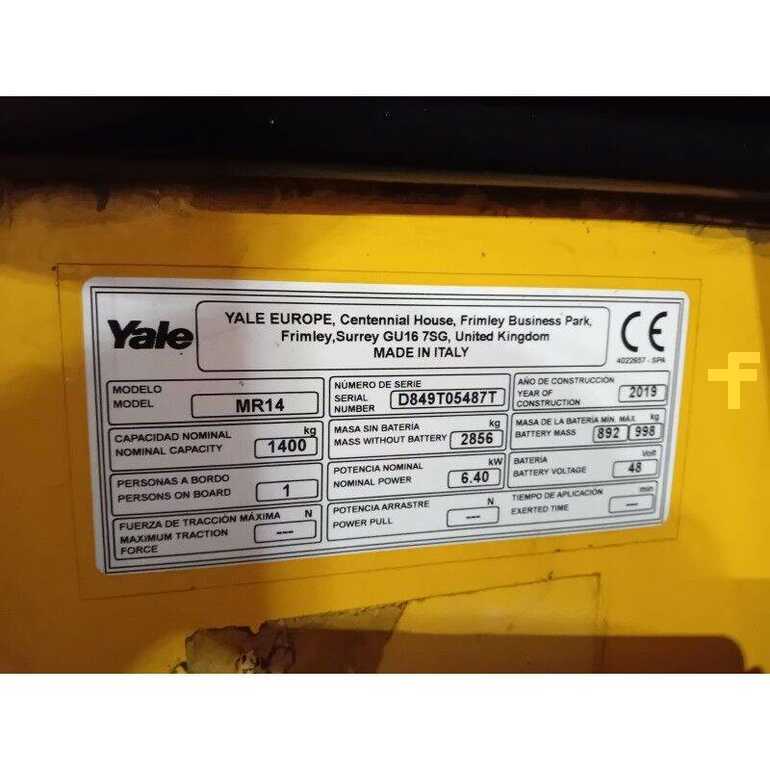 Yale
YALE EUROPE, Centennial House, Frimley Business Park,
Frimley,Surrey GU16 7SG, United Kingdom
MADE IN ITALY
CE
4022657 - SPA
MODELO
MODEL
MR14
NÚMERO DE SERIE
SERIAL
NUMBER
D849T05487T
AÑO DE CONSTRUCCIÓN
YEAR OF
CONSTRUCTION
2019
CAPACIDAD NOMINAL
NOMINAL CAPACITY
kg
1400
MASA SIN BATERÍA
MASS WITHOUT BATTERY
kg
2856
MASA DE LA BATERÍA MÍN. MÁX.
BATTERY MASS
kg
892
998
PERSONAS A BORDO
PERSONS ON BOARD
1
POTENCIA NOMINAL
NOMINAL POWER
kW
6.40
BATERÍA
BATTERY VOLTAGE
Volt
48
FUERZA DE TRACCIÓN MÁXIMA
MAXIMUM TRACTION
FORCE
N
---
POTENCIA ARRASTRE
POWER PULL
N
---
TIEMPO DE APLICACIÓN
EXERTED TIME
min
---